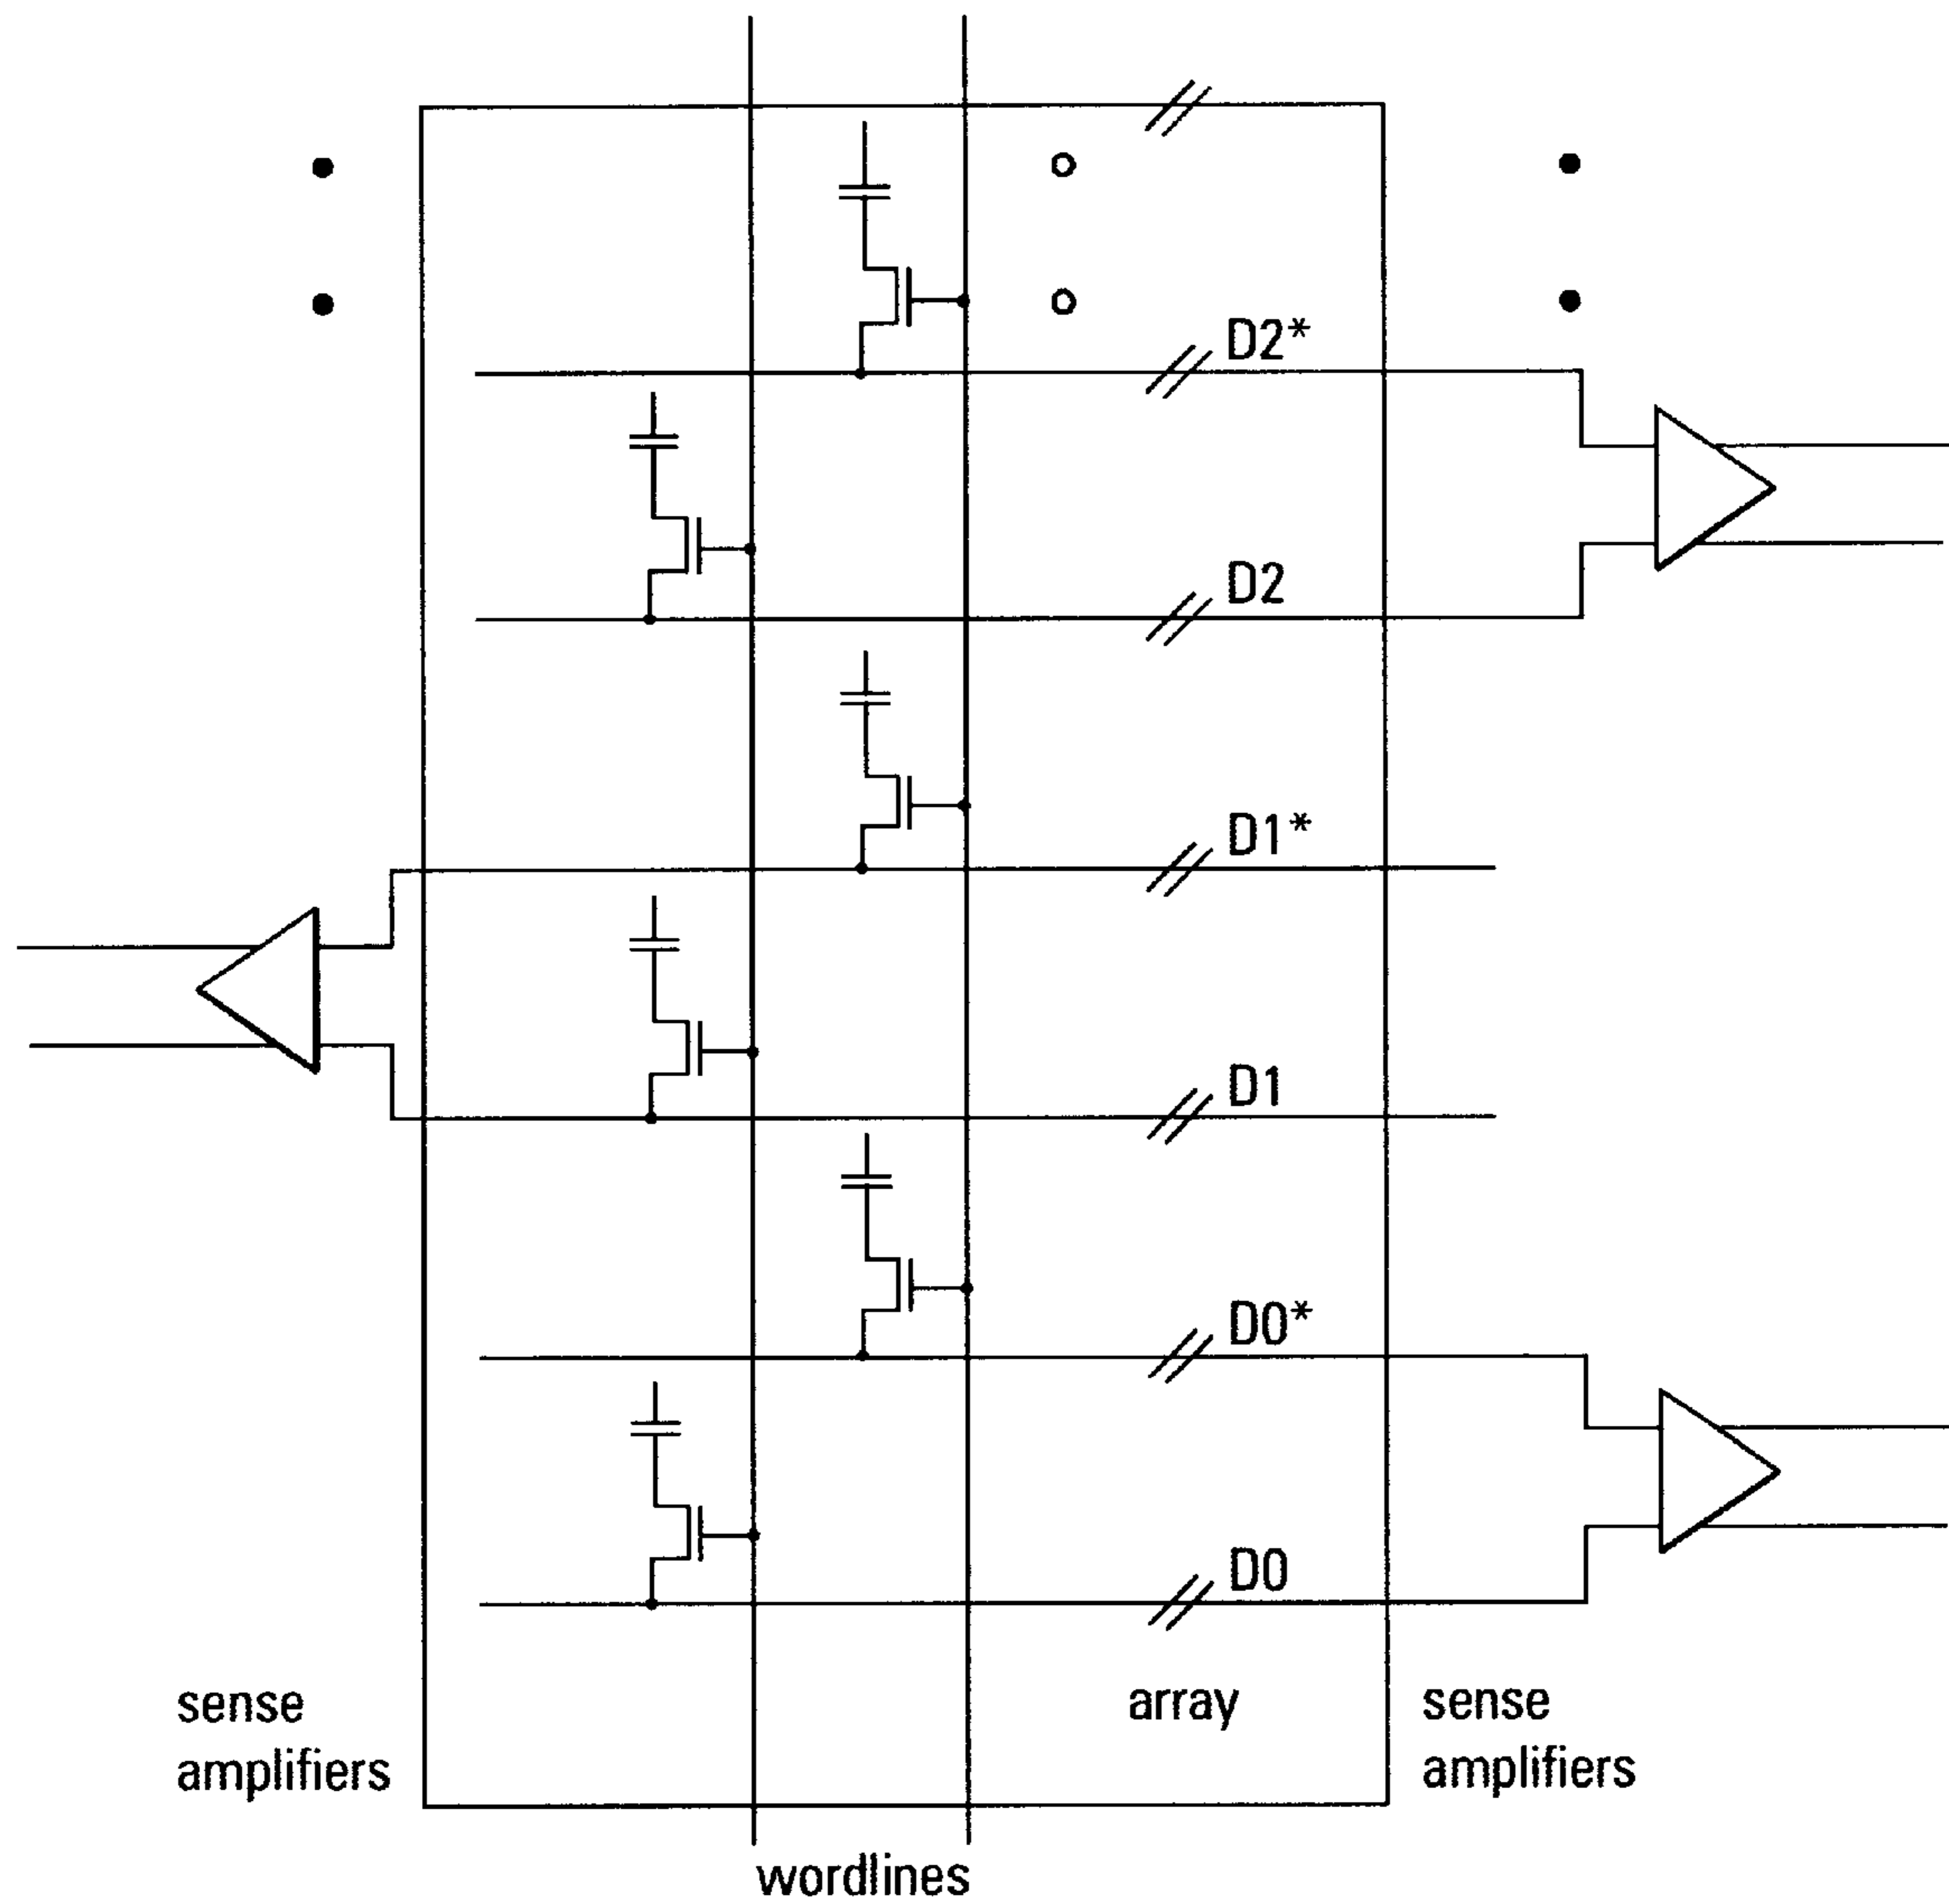 D2*
D2
D1*
D1
D0*
D0
array
sense
amplifiers
sense
amplifiers
wordlines